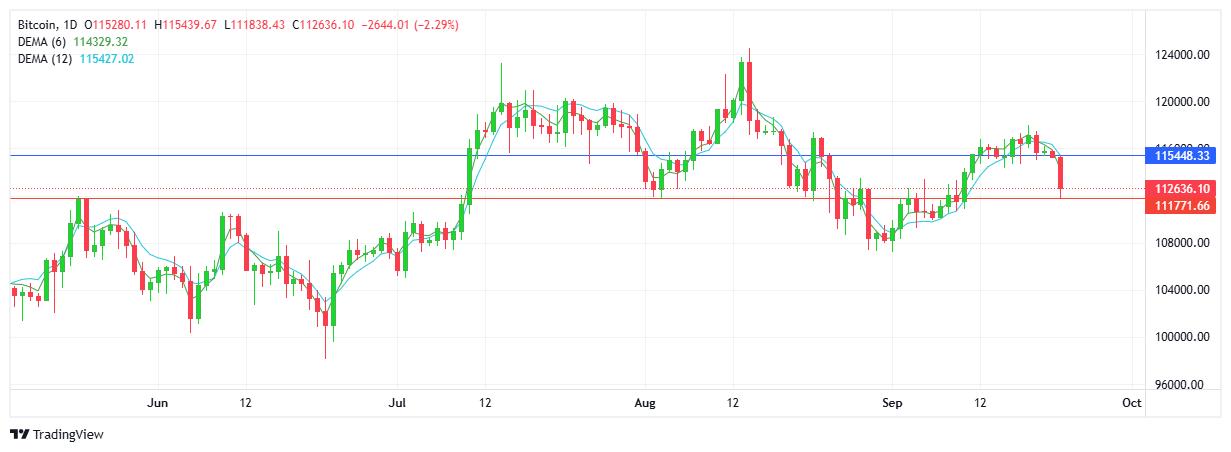 Bitcoin, 1D O115280.11 H115439.67 L111838.43 C112636.10 −2644.01 (−2.29%)
DEMA (6) 114329.32
DEMA (12) 115427.02
124000.00
120000.00
115448.33
112636.10
111771.66
108000.00
104000.00
100000.00
96000.00
Jun 12 Jul 12 Aug 12 Sep 12 Oct
TradingView